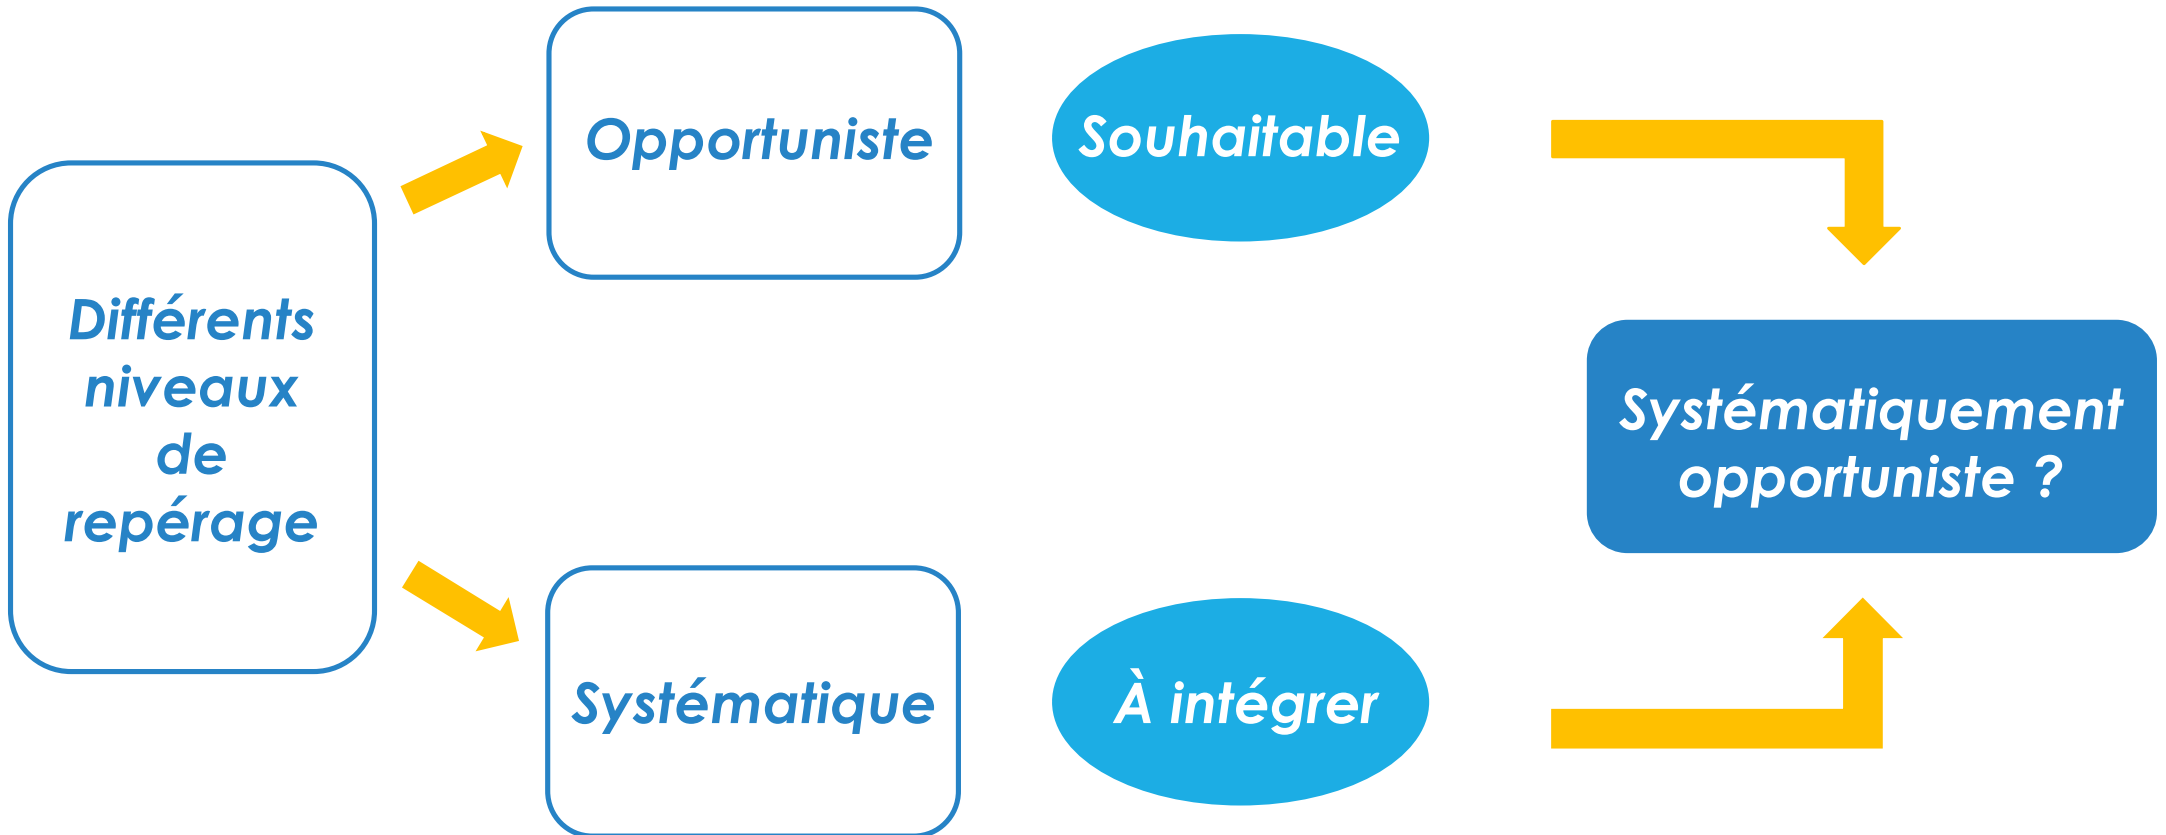 Différents
niveaux
de
repérage
Opportuniste
Souhaitable
Systématique
À intégrer
Systématiquement
opportuniste ?